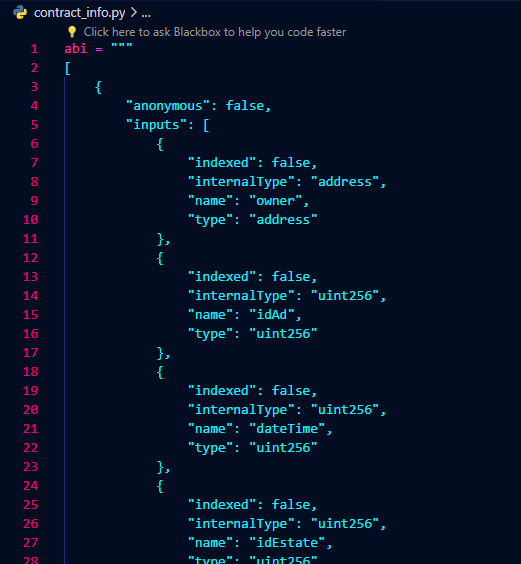 contract_info.py > ...
Click here to ask Blackbox to help you code faster
1 abi = """
2 [
3     {
4         "anonymous": false,
5         "inputs": [
6             {
7                 "indexed": false,
8                 "internalType": "address",
9                 "name": "owner",
10                 "type": "address"
11             },
12             {
13                 "indexed": false,
14                 "internalType": "uint256",
15                 "name": "idAd",
16                 "type": "uint256"
17             },
18             {
19                 "indexed": false,
20                 "internalType": "uint256",
21                 "name": "dateTime",
22                 "type": "uint256"
23             },
24             {
25                 "indexed": false,
26                 "internalType": "uint256",
27                 "name": "idEstate",
28                 "type": "uint256"